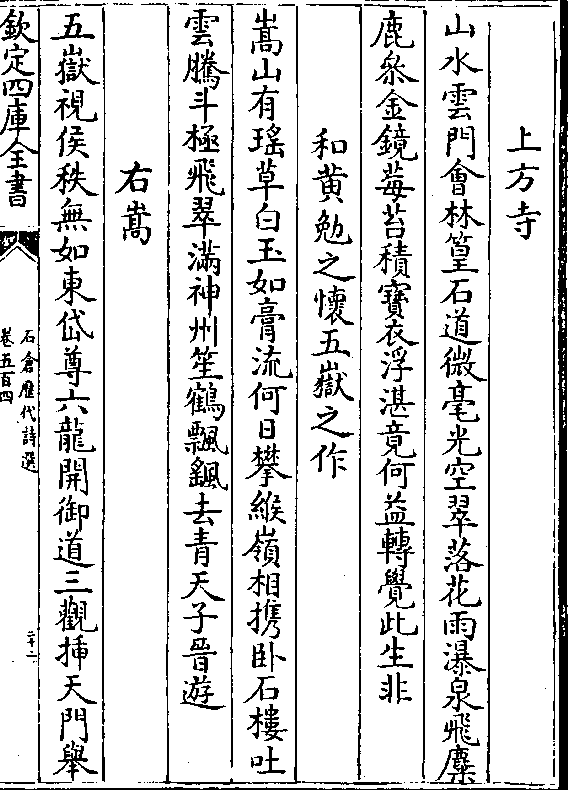 上方寺
山水雲門會林篁石道微毫光空翠落花雨瀑泉飛麋
鹿叅金鏡莓苔積寶衣浮湛竟何益轉覺此生非
和黄勉之懷五嶽之作
嵩山有瑶草白玉如膏流何日攀緱嶺相携卧石樓吐
雲騰斗極飛翠滿神州笙鶴飄颻去青天子晉遊
右嵩
五嶽視侯秩無如東岱尊六龍開御道三觀挿天門舉
欽定四庫全書
石倉歷代詩選
卷五百四
二十二